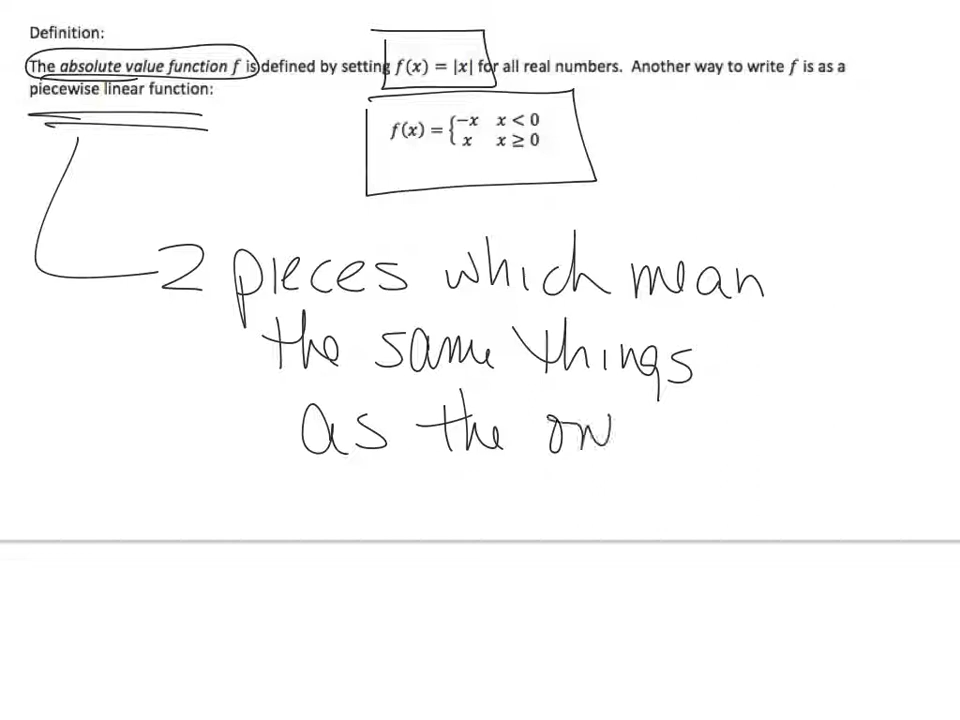 Definition:
The absolute value function f is defined by setting f(x) = |x| for all real numbers. Another way to write f is as a
piecewise linear function:
f(x) = { -x x < 0
x x ≥ 0
2 pieces which mean
the same things
as the on